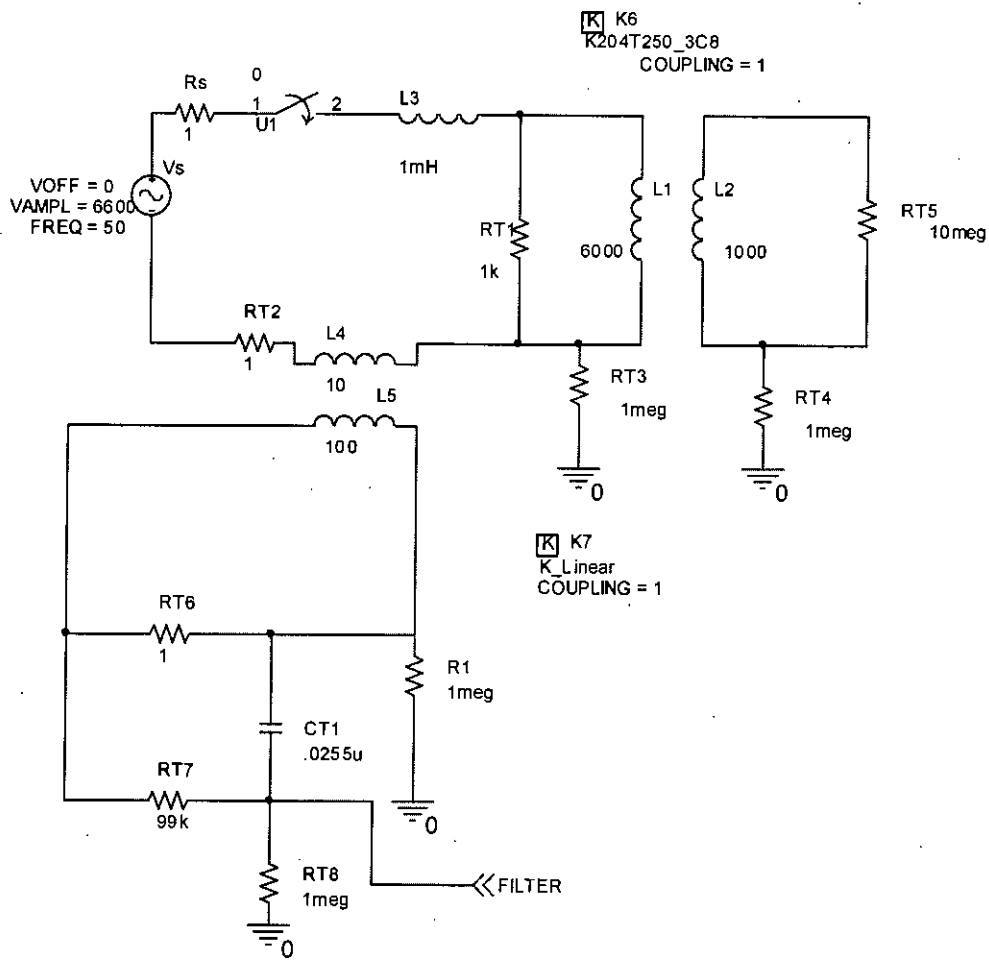 K K6
K204T250_3C8
COUPLING = 1
Rs
1
0
1
U1
2
L3
1mH
Vs
VOFF = 0
VAMPL = 6600
FREQ = 50
RT1
1k
L1
6000
L2
1000
RT5
10meg
RT2
1
L4
10
L5
100
RT3
1meg
0
RT4
1meg
0
K K7
K_Linear
COUPLING = 1
RT6
1
R1
1meg
0
CT1
.0255u
RT7
99k
RT8
1meg
0
FILTER